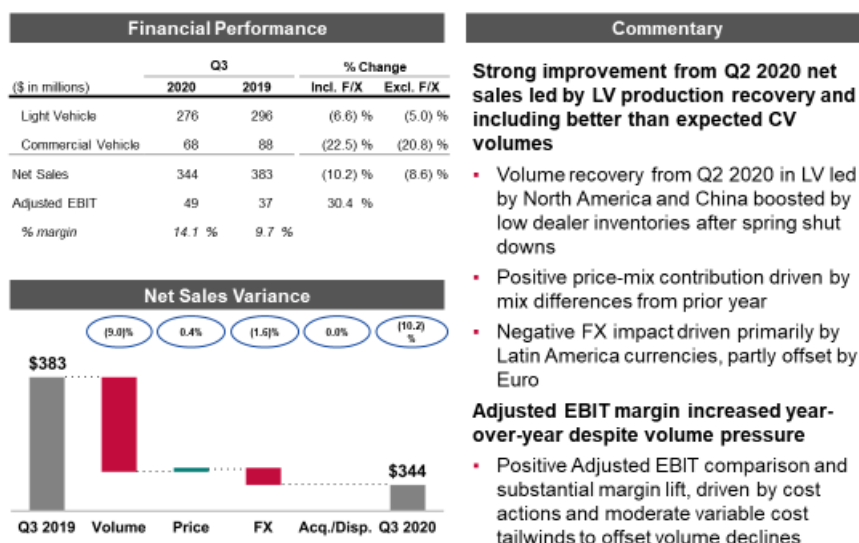 Financial Performance
Q3 % Change
($ in millions) 2020 2019 Incl. F/X Excl. F/X
Light Vehicle 276 296 (6.6) % (5.0) %
Commercial Vehicle 68 88 (22.5) % (20.8) %
Net Sales 344 383 (10.2) % (8.6) %
Adjusted EBIT 49 37 30.4 %
% margin 14.1 % 9.7 %
Net Sales Variance
(9.0)% 0.4% (1.6)% 0.0% (10.2)
%
$383
$344
Q3 2019 Volume Price FX Acq./Disp. Q3 2020
Commentary
Strong improvement from Q2 2020 net
sales led by LV production recovery and
including better than expected CV
volumes
▪ Volume recovery from Q2 2020 in LV led
by North America and China boosted by
low dealer inventories after spring shut
downs
▪ Positive price-mix contribution driven by
mix differences from prior year
▪ Negative FX impact driven primarily by
Latin America currencies, partly offset by
Euro
Adjusted EBIT margin increased year-
over-year despite volume pressure
▪ Positive Adjusted EBIT comparison and
substantial margin lift, driven by cost
actions and moderate variable cost
tailwinds to offset volume declines